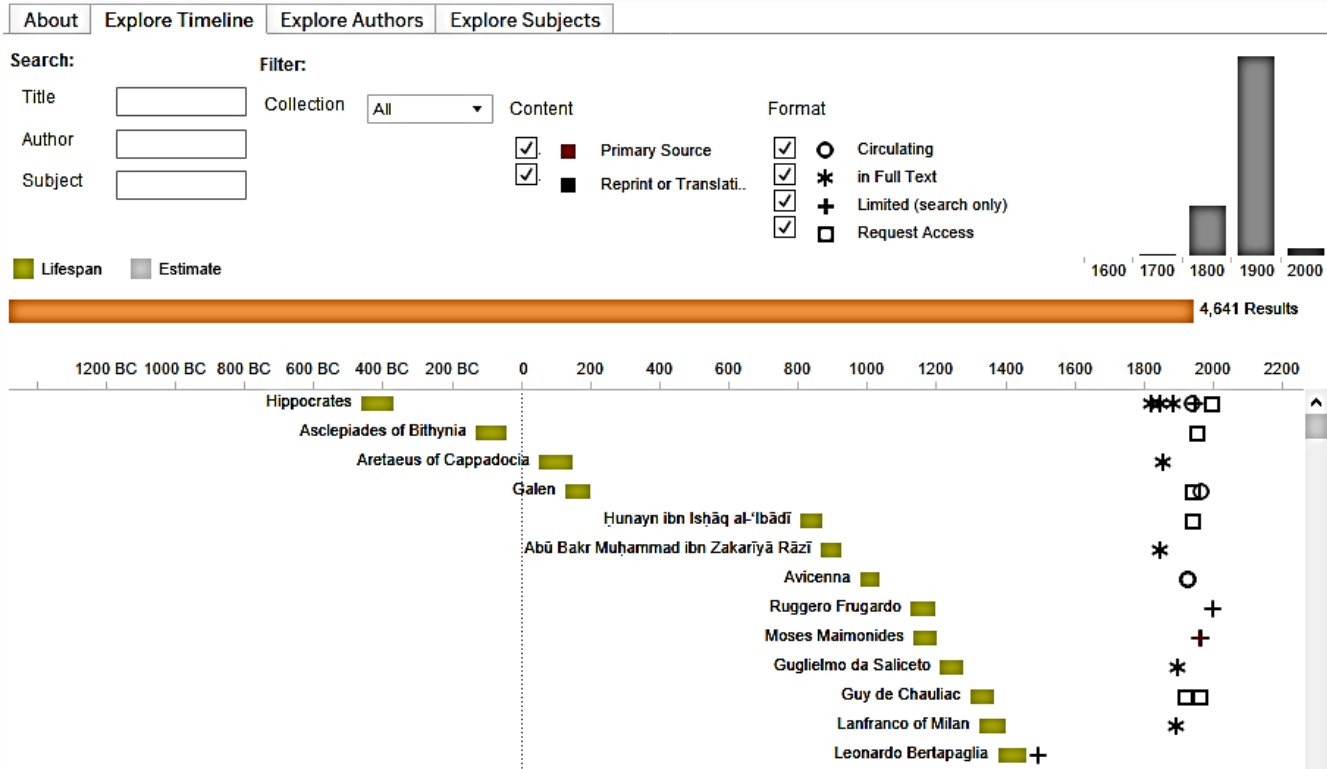 About Explore Timeline Explore Authors Explore Subjects
Search:
Filter:
Title
Collection All
Content
Format
Author
Primary Source
Circulating
Subject
Reprint or Translati..
in Full Text
Limited (search only)
Request Access
Lifespan Estimate
1600 1700 1800 1900 2000
4,641 Results
1200 BC 1000 BC 800 BC 600 BC 400 BC 200 BC 0 200 400 600 800 1000 1200 1400 1600 1800 2000 2200
Hippocrates
Asclepiades of Bithynia
Aretaeus of Cappadocia
Galen
Ḥunayn ibn Isḥāq al-‘Ibādī
Abū Bakr Muḥammad ibn Zakarīyā Rāzī
Avicenna
Ruggero Frugardo
Moses Maimonides
Guglielmo da Saliceto
Guy de Chauliac
Lanfranco of Milan
Leonardo Bertapaglia